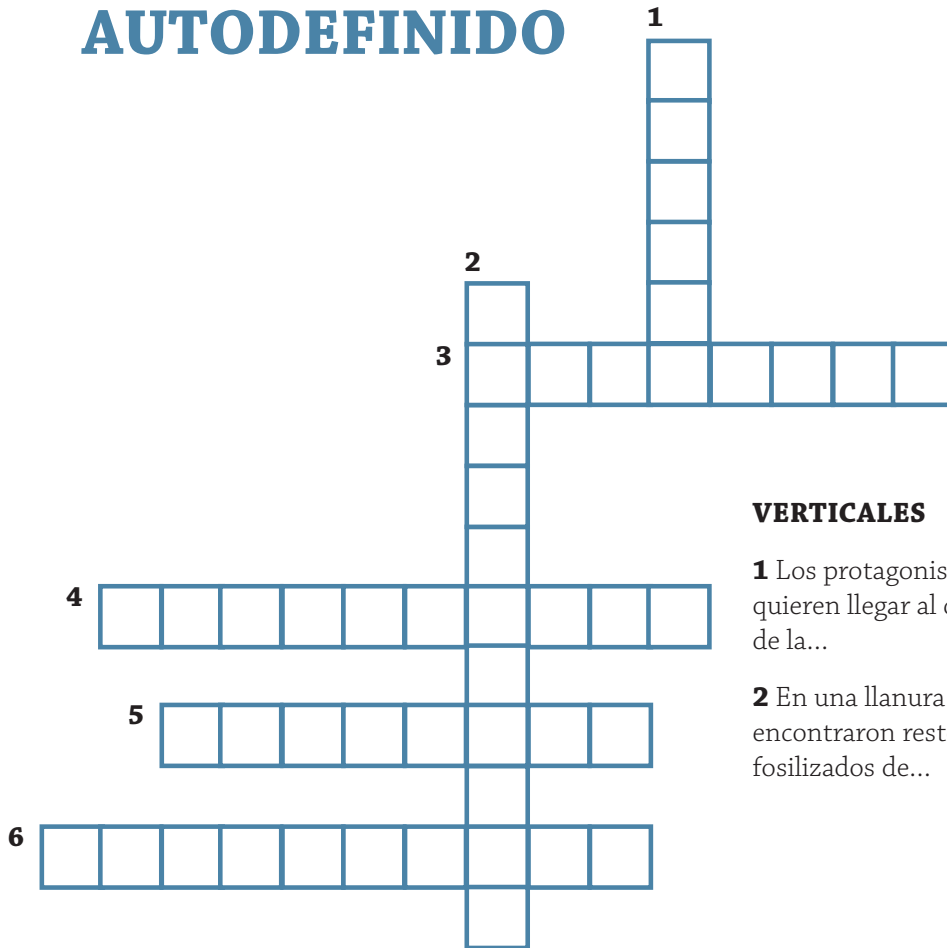 AUTODEFINIDO
1
2
3
4
5
6
VERTICALES
1 Los protagonis
quieren llegar al
de la...
2 En una llanura
encontraron rest
fosilizados de...